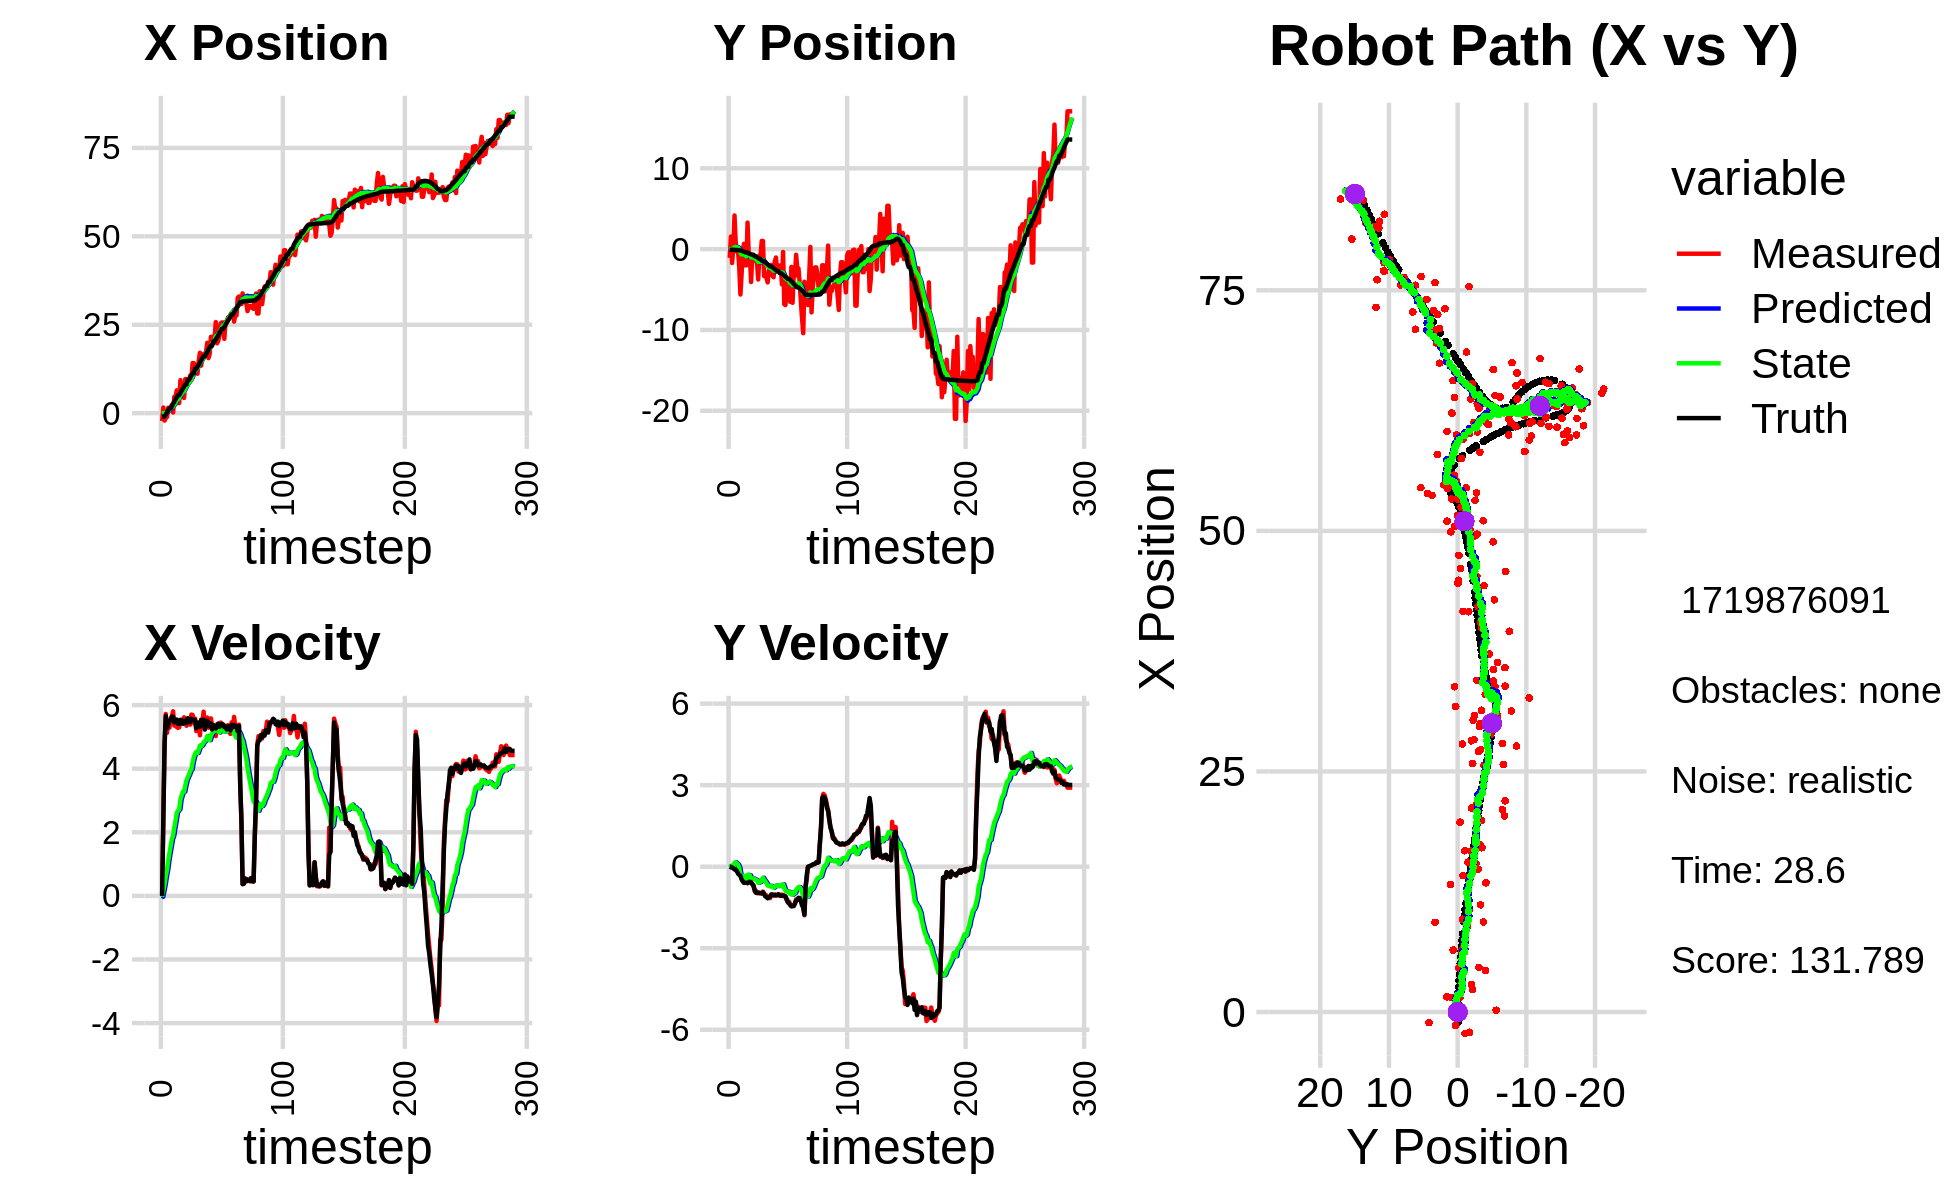 X Position
75
50
25
0
0
100
200
300
timestep
Y Position
10
0
-10
-20
0
100
200
300
timestep
X Velocity
6
4
2
0
-2
-4
0
100
200
300
timestep
Y Velocity
6
3
0
-3
-6
0
100
200
300
timestep
Robot Path (X vs Y)
X Position
75
50
25
0
20 10 0 -10 -20
Y Position
variable
Measured
Predicted
State
Truth
1719876091
Obstacles: none
Noise: realistic
Time: 28.6
Score: 131.789